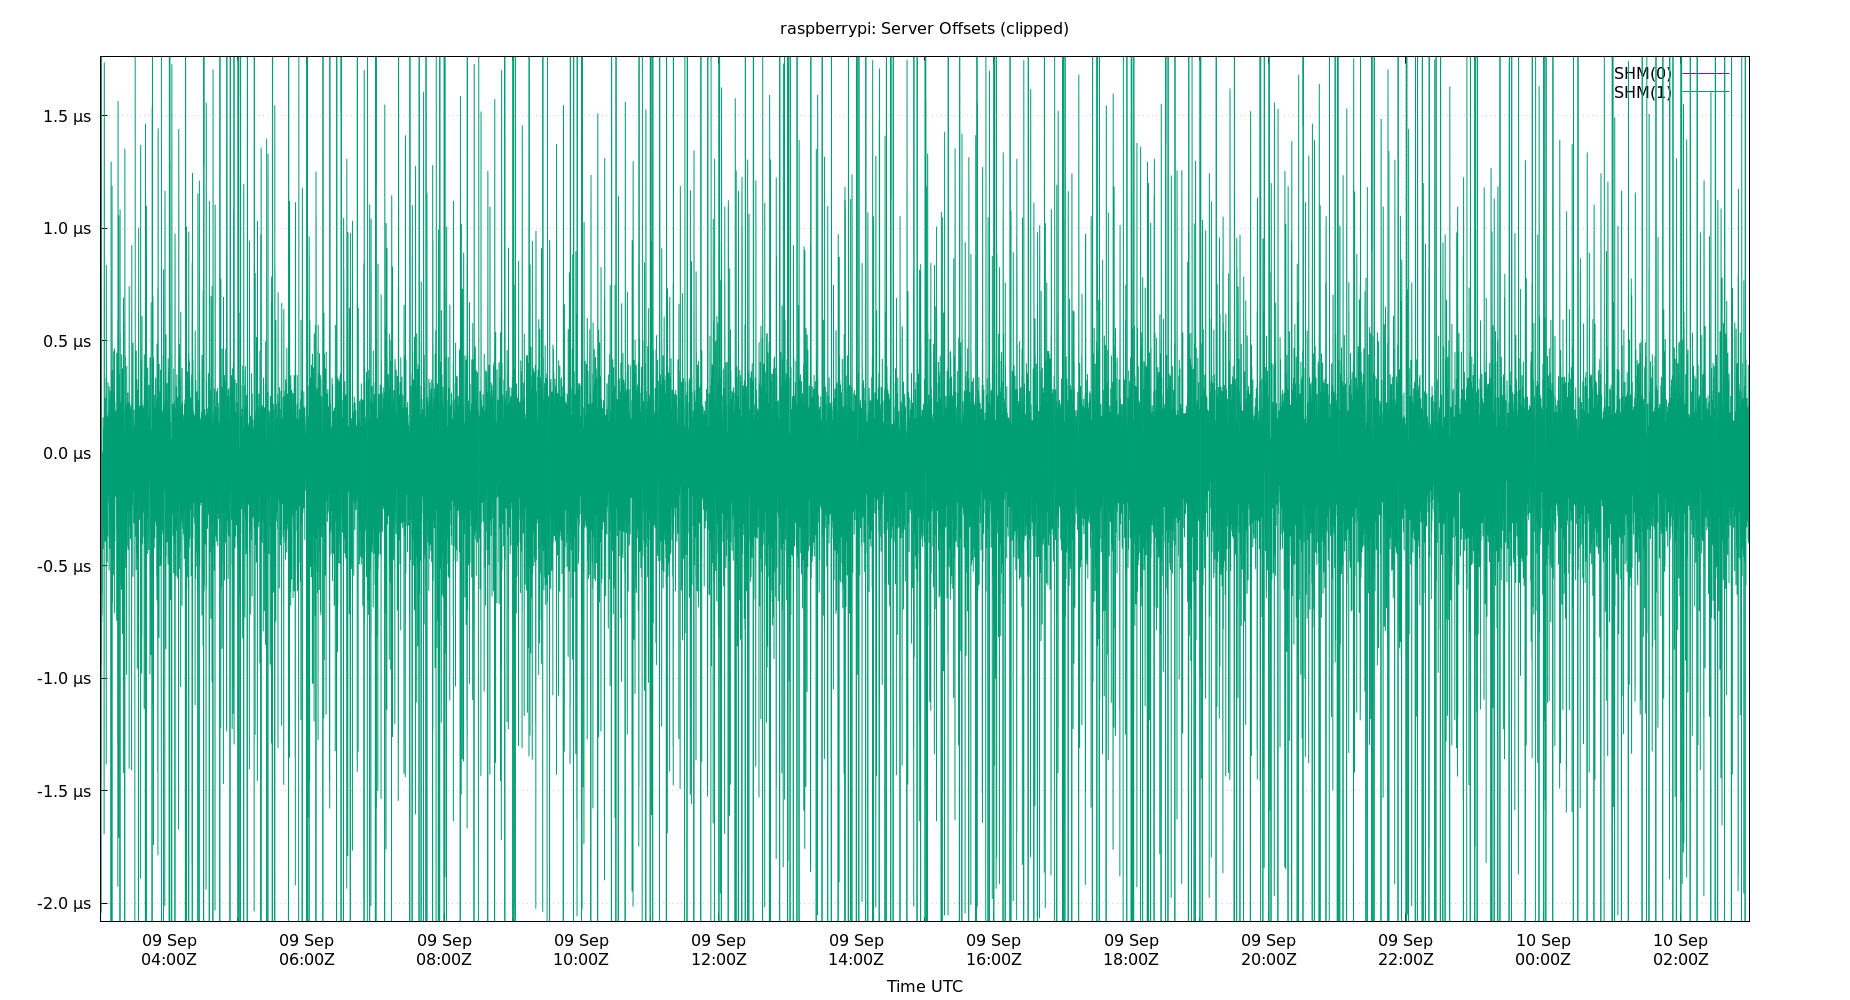 raspberrypi: Server Offsets (clipped)
SHM(0)
SHM(1)
1.5 µs
1.0 µs
0.5 µs
0.0 µs
-0.5 µs
-1.0 µs
-1.5 µs
-2.0 µs
09 Sep 09 Sep 09 Sep 09 Sep 09 Sep 09 Sep 09 Sep 09 Sep 09 Sep 09 Sep 10 Sep 10 Sep
04:00Z 06:00Z 08:00Z 10:00Z 12:00Z 14:00Z 16:00Z 18:00Z 20:00Z 22:00Z 00:00Z 02:00Z
Time UTC